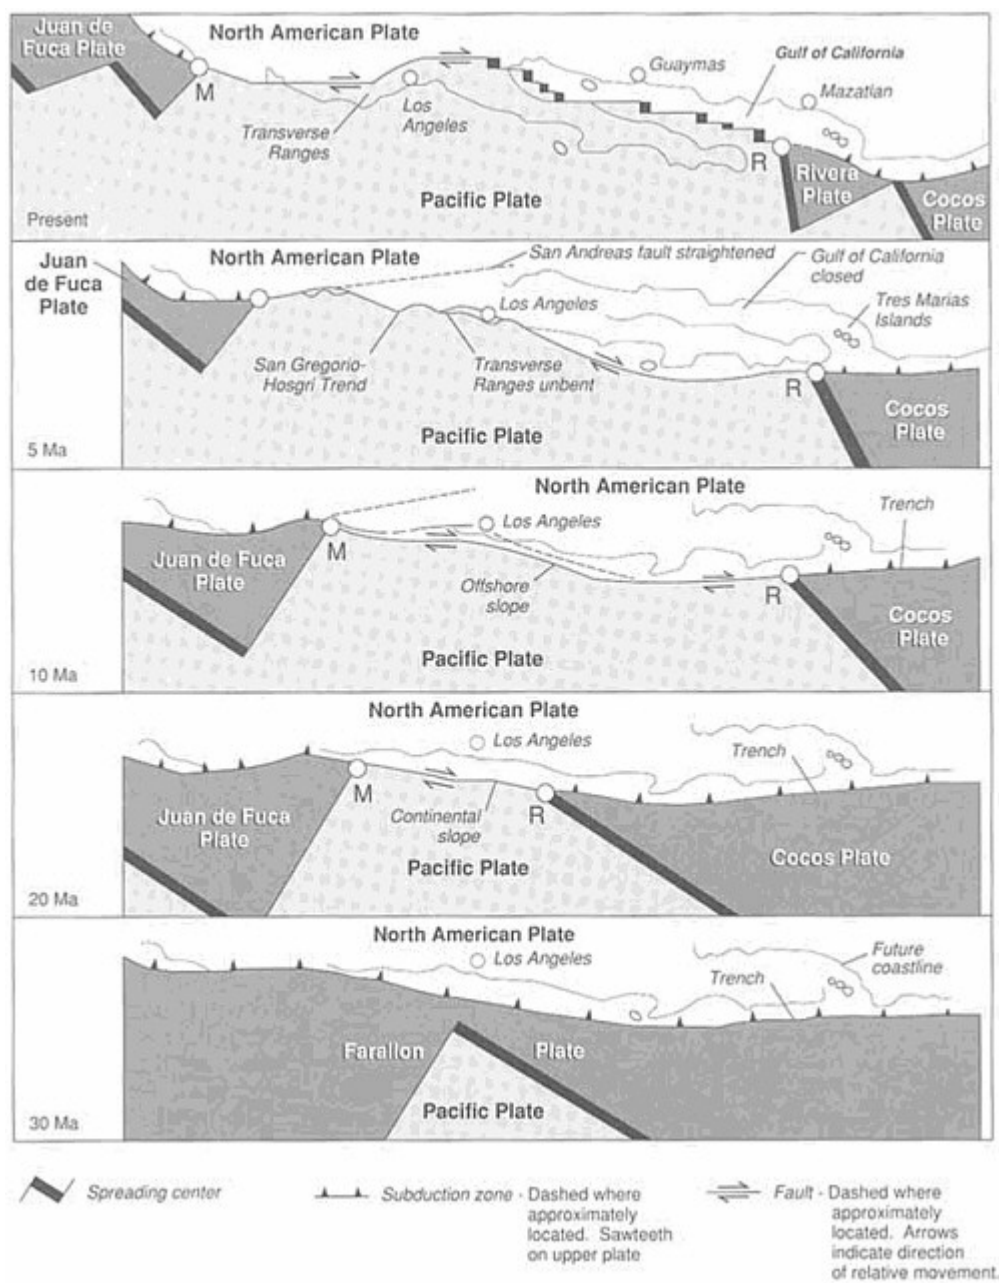 Juan de
Fuca Plate
North American Plate
M
Transverse
Ranges
Los
Angeles
Guaymas
Gulf of California
Mazatlan
R
Rivera
Plate
Cocos
Plate
Pacific Plate
Present
Juan
de Fuca
Plate
North American Plate
San Andreas fault straightened
Gulf of California
closed
Los Angeles
Tres Marias
Islands
San Gregorio-
Hosgri Trend
Transverse
Ranges unbent
R
Cocos
Plate
Pacific Plate
5 Ma
North American Plate
Los Angeles
Trench
M
Juan de Fuca
Plate
Offshore
slope
R
Cocos
Plate
Pacific Plate
10 Ma
North American Plate
Los Angeles
Trench
M
Juan de Fuca
Plate
Continental
slope
R
Pacific Plate
Cocos Plate
20 Ma
North American Plate
Los Angeles
Future
coastline
Trench
Farallon
Plate
Pacific Plate
30 Ma
Spreading center
Subduction zone - Dashed where
approximately
located. Sawteeth
on upper plate
Fault - Dashed where
approximately
located. Arrows
indicate direction
of relative movement.